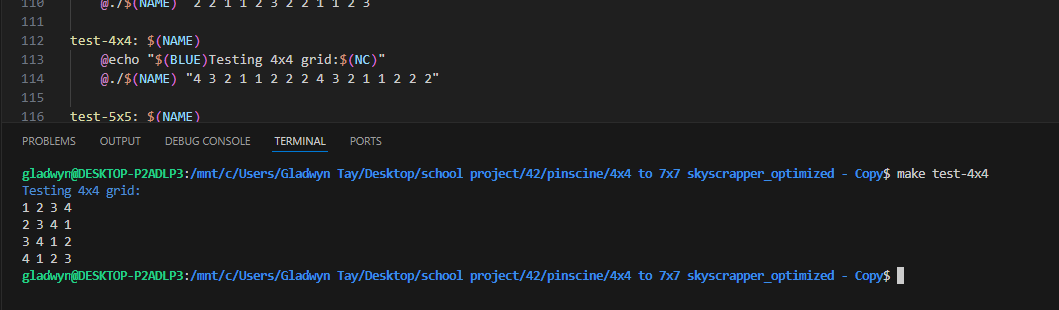 110 @./$(NAME) "2 2 1 1 2 3 2 2 1 1 2 3"
111
112 test-4x4: $(NAME)
113 @echo "$(BLUE)Testing 4x4 grid:$(NC)"
114 @./$(NAME) "4 3 2 1 1 2 2 2 4 3 2 1 1 2 2 2"
115
116 test-5x5: $(NAME)
PROBLEMS OUTPUT DEBUG CONSOLE TERMINAL PORTS
gladwyn@DESKTOP-P2ADLP3:/mnt/c/Users/Gladwyn Tay/Desktop/school project/42/pinscine/4x4 to 7x7 skyscrapper_optimized - Copy$ make test-4x4
Testing 4x4 grid:
1 2 3 4
2 3 4 1
3 4 1 2
4 1 2 3
gladwyn@DESKTOP-P2ADLP3:/mnt/c/Users/Gladwyn Tay/Desktop/school project/42/pinscine/4x4 to 7x7 skyscrapper_optimized - Copy$